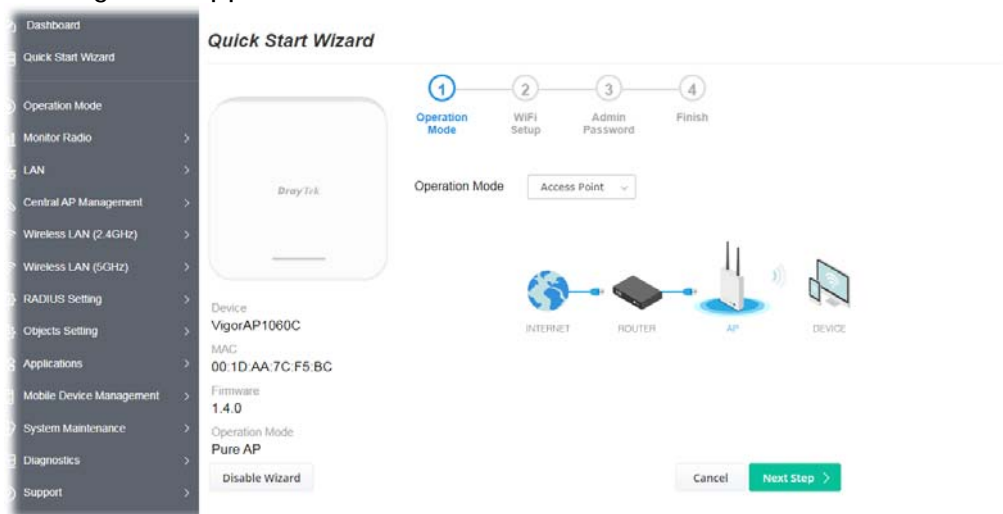 Dashboard
Quick Start Wizard
Operation Mode
Monitor Radio
LAN
Central AP Management
Wireless LAN (2.4GHz)
Wireless LAN (5GHz)
RADIUS Setting
Objects Setting
Applications
Mobile Device Management
System Maintenance
Diagnostics
Support
Quick Start Wizard
1 2 3 4
Operation Mode WiFi Setup Admin Password Finish
Operation Mode Access Point
DrayTek
INTERNET ROUTER AP DEVICE
Device
VigorAP1060C
MAC
00:1D:AA:7C:F5:BC
Firmware
1.4.0
Operation Mode
Pure AP
Disable Wizard Cancel Next Step